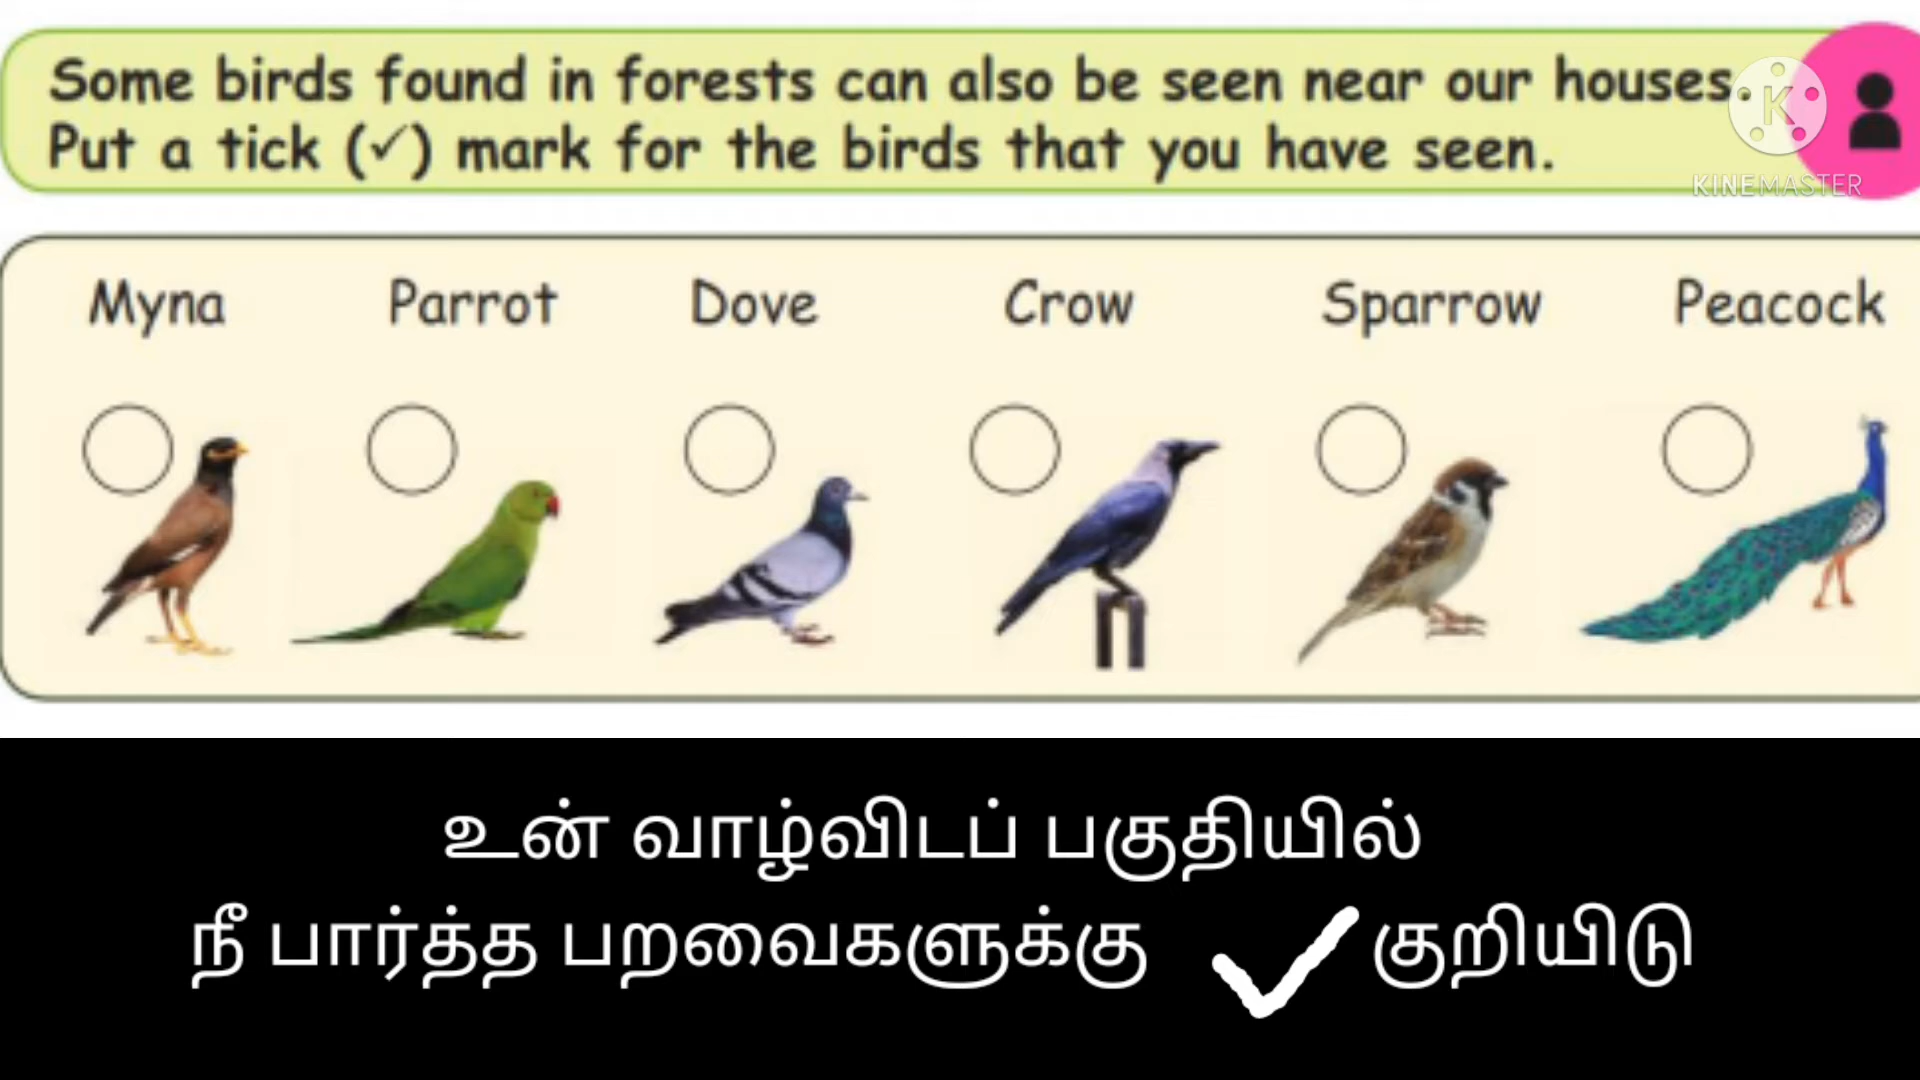 Some birds found in forests can also be seen near our houses.
Put a tick (✓) mark for the birds that you have seen.
K
KINEMASTER
Myna Parrot Dove Crow Sparrow Peacock
உன் வாழ்விடப் பகுதியில்
நீ பார்த்த பறவைகளுக்கு ✓ குறியிடு